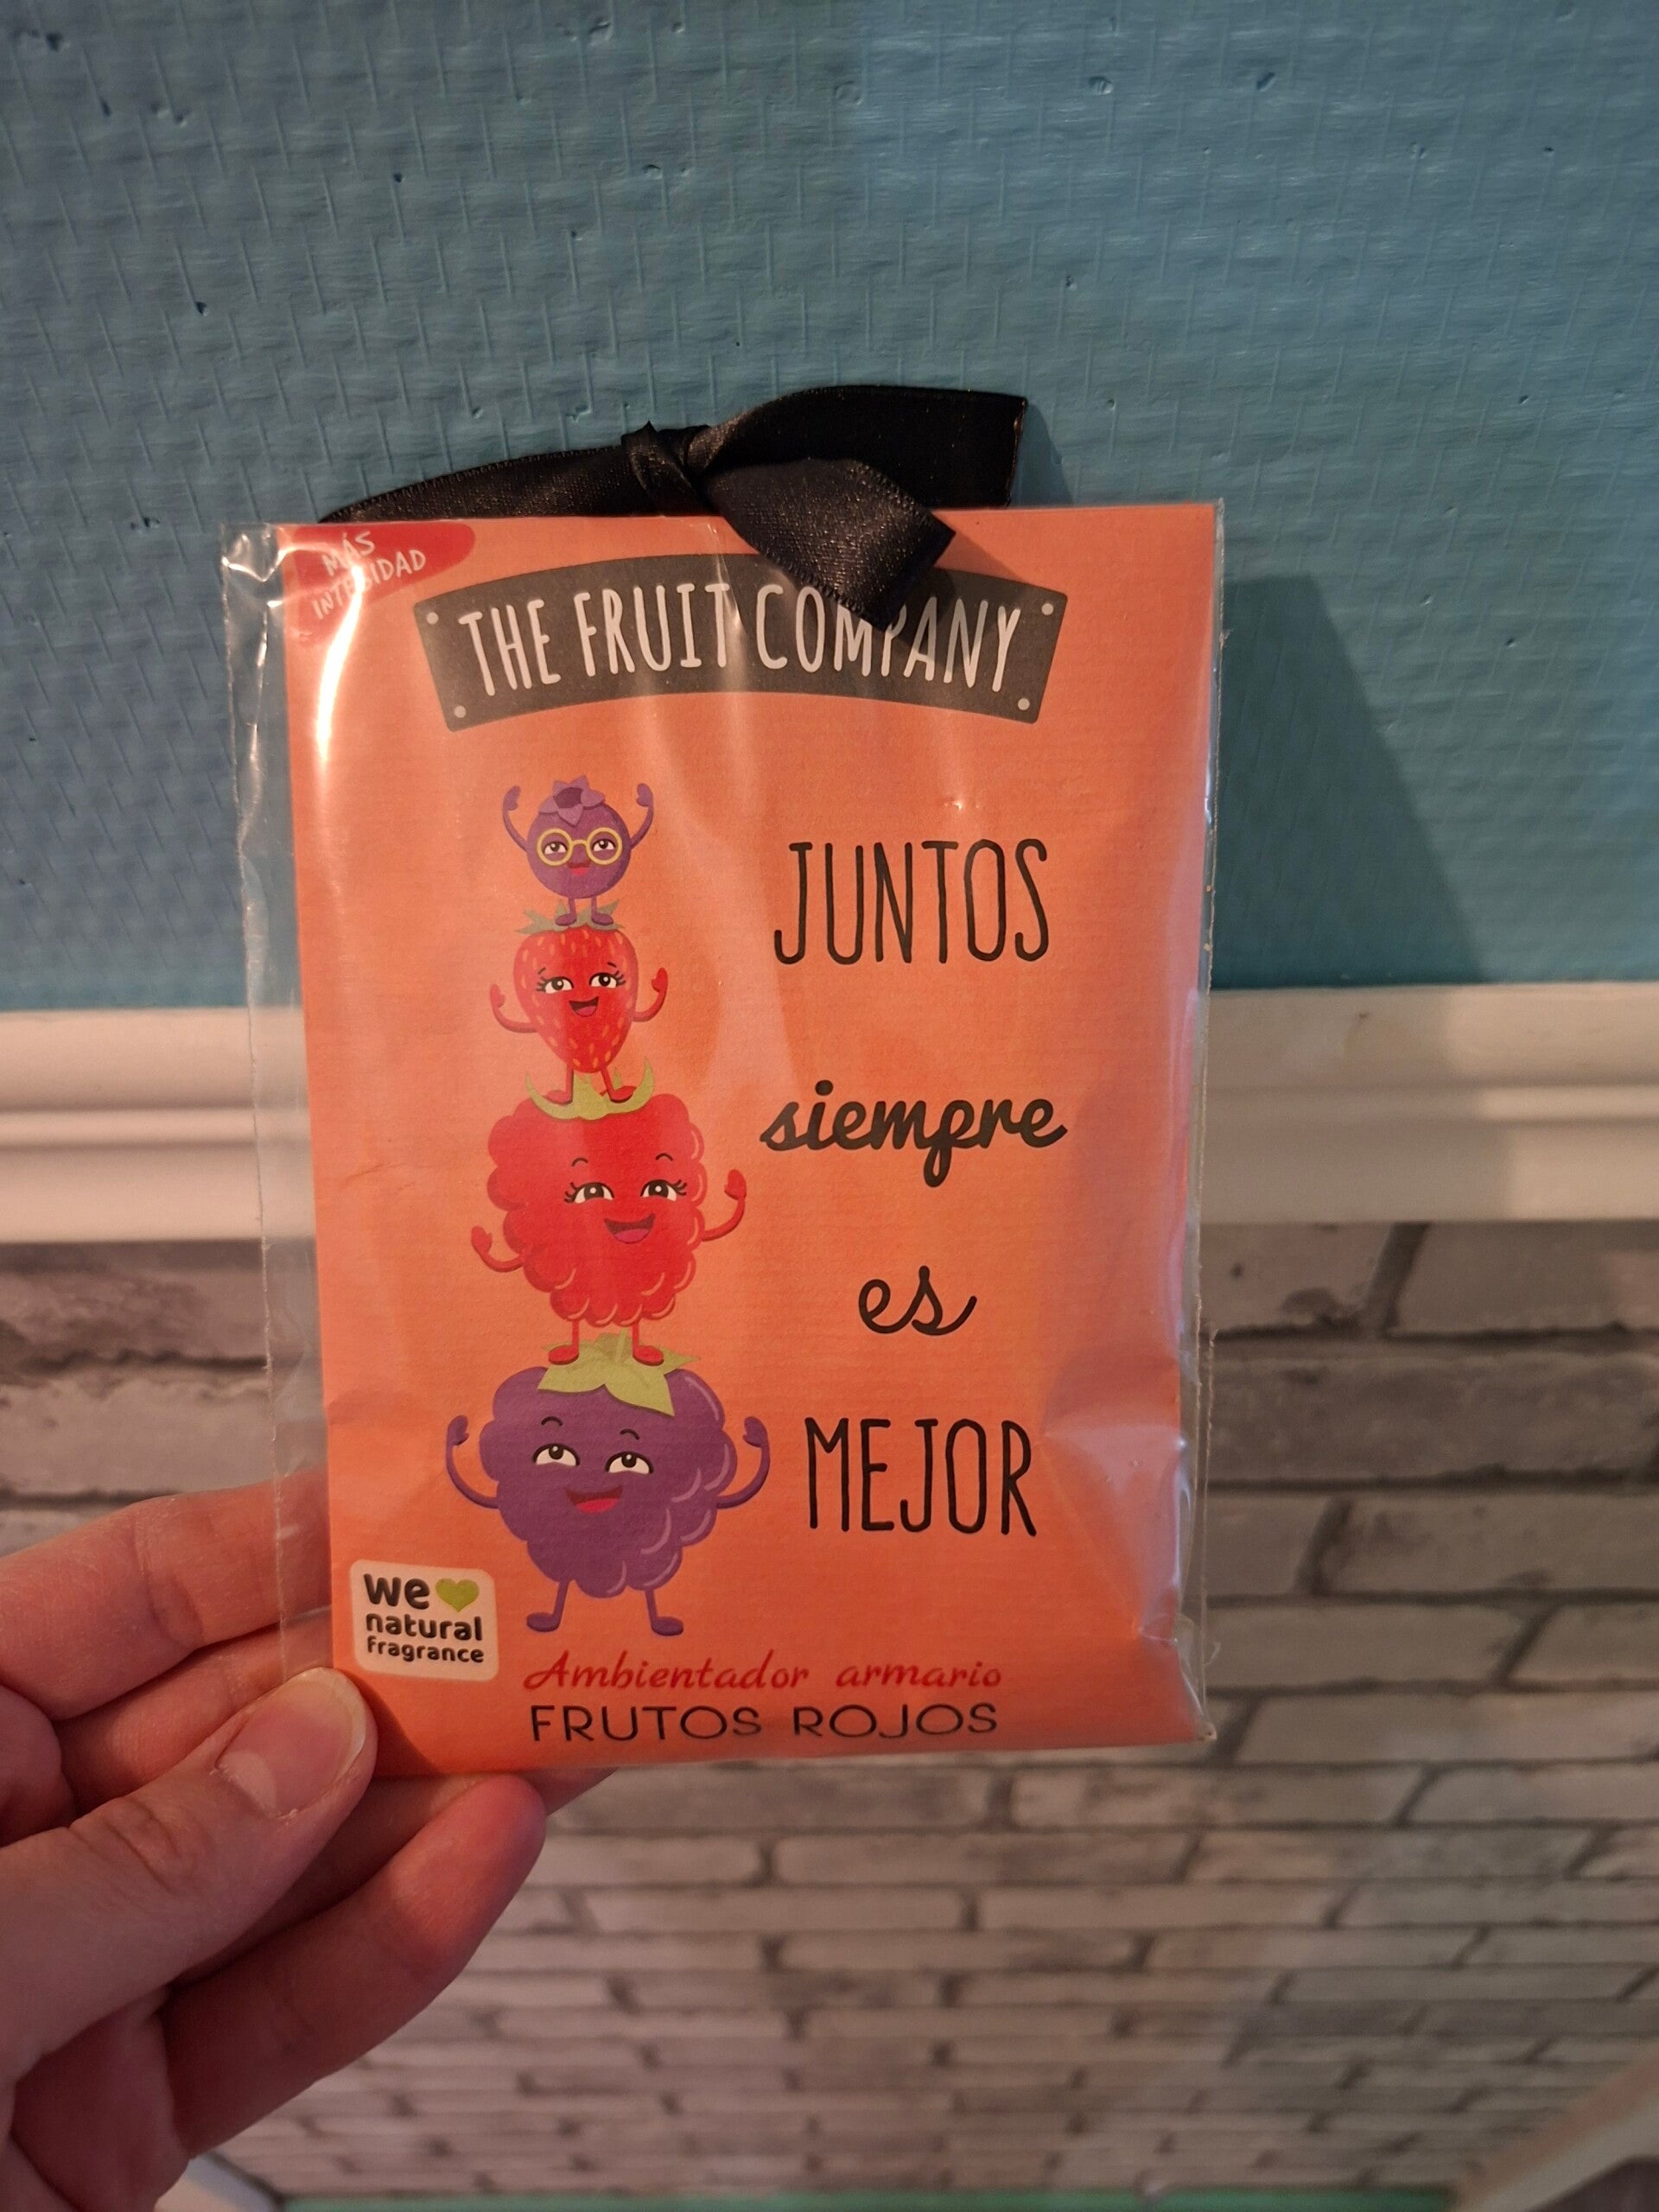 MÁS
INTENSIDAD
THE FRUIT COMPANY
JUNTOS
siempre
es
MEJOR
we
natural
fragrance
Ambientador armario
FRUTOS ROJOS